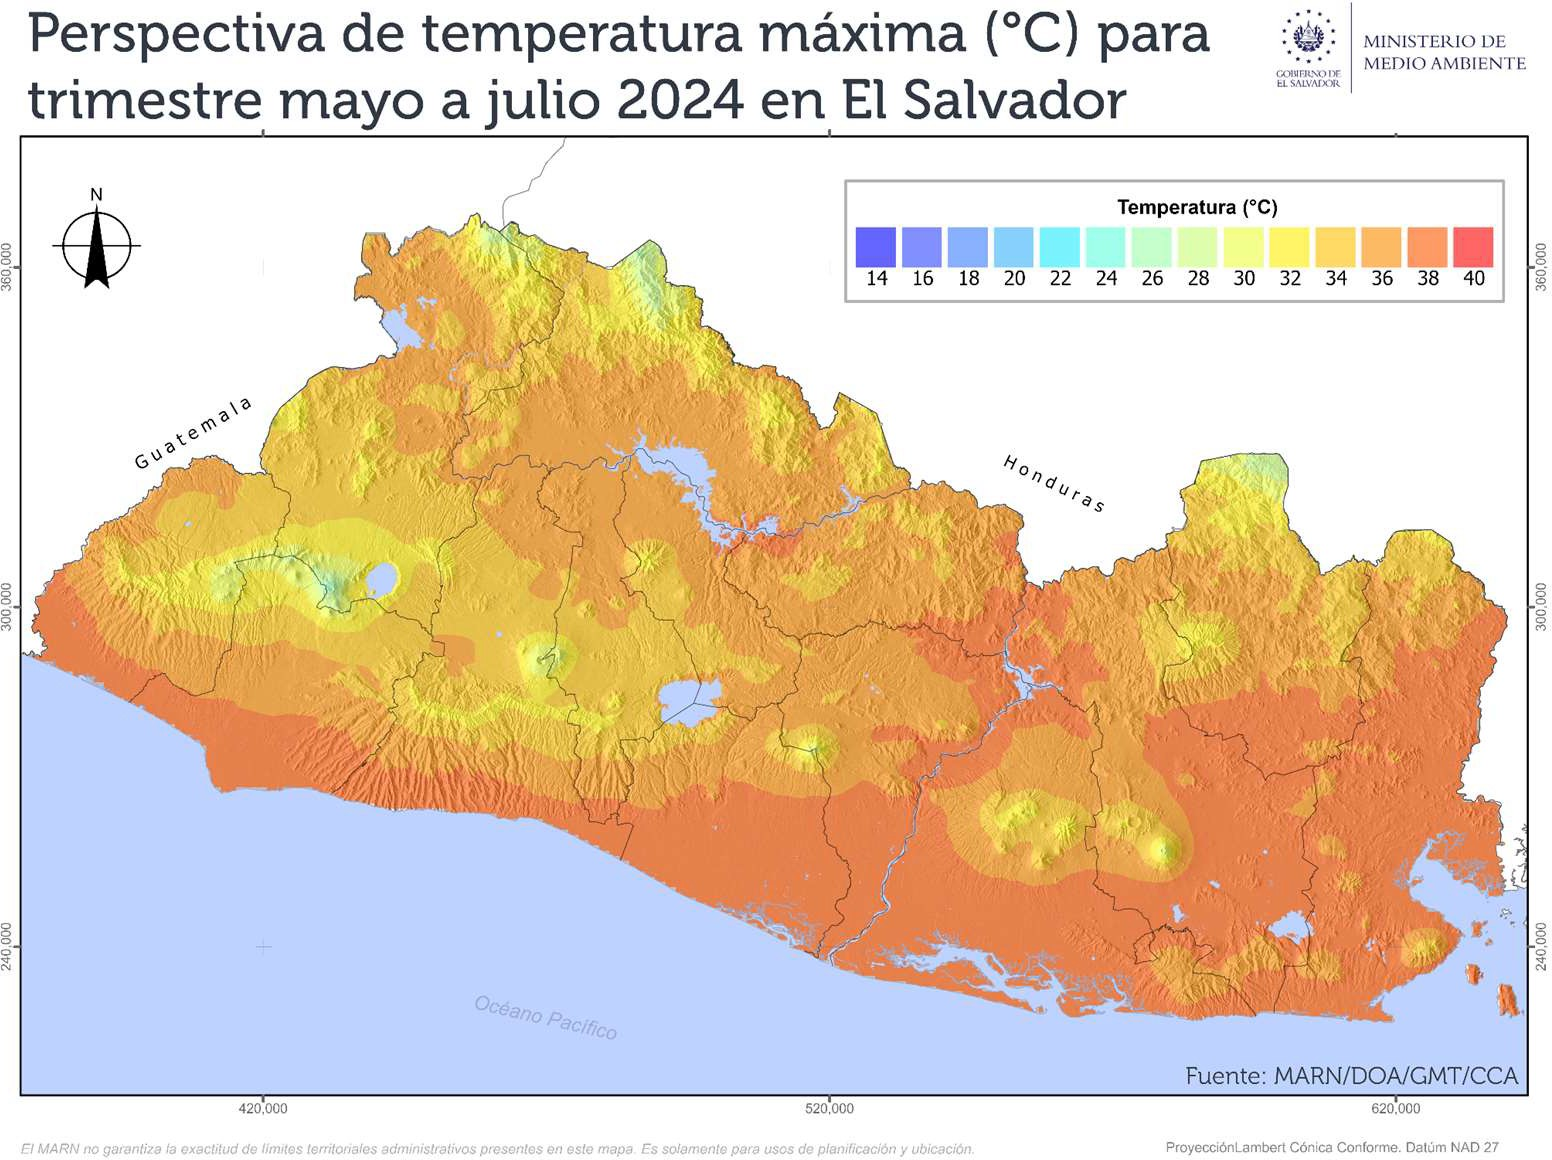 Perspectiva de temperatura máxima (°C) para
trimestre mayo a julio 2024 en El Salvador
GOBIERNO DE
EL SALVADOR
MINISTERIO DE
MEDIO AMBIENTE
N
Temperatura (°C)
14 16 18 20 22 24 26 28 30 32 34 36 38 40
360,000
360,000
Guatemala
Honduras
300,000
300,000
240,000
240,000
Océano Pacífico
Fuente: MARN/DOA/GMT/CCA
420,000 520,000 620,000
El MARN no garantiza la exactitud de límites territoriales administrativos presentes en este mapa. Es solamente para usos de planificación y ubicación.
ProyecciónLambert Cónica Conforme. Datúm NAD 27